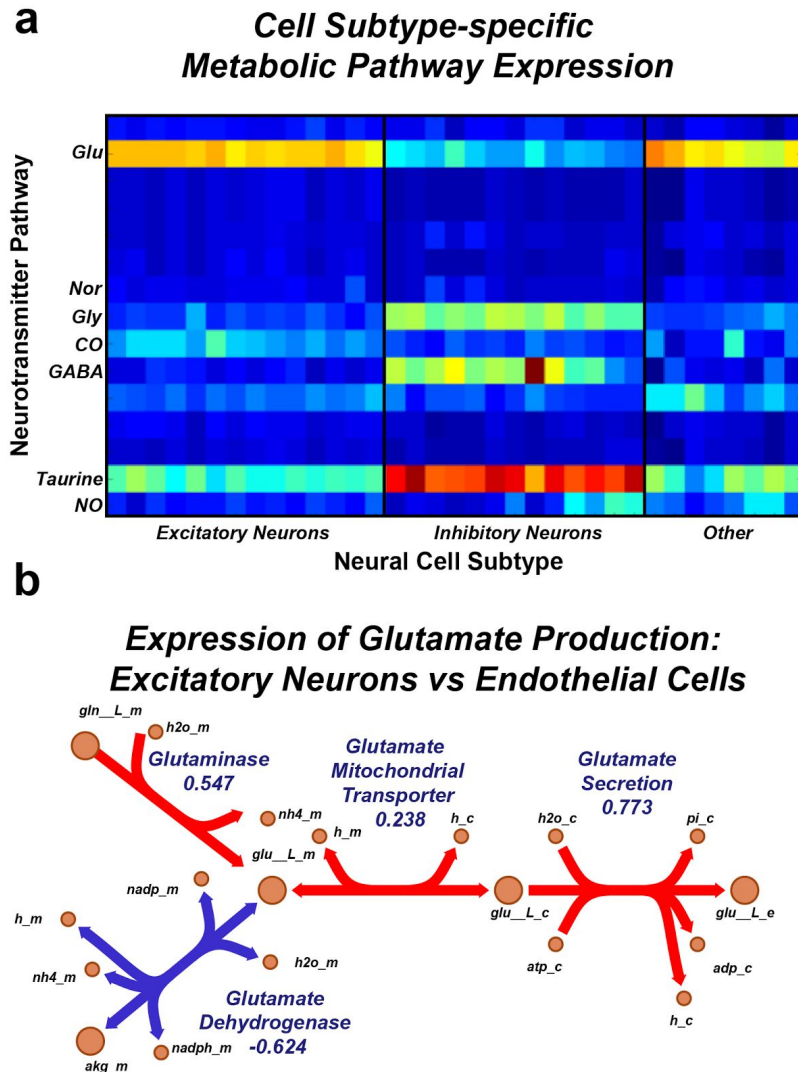 a
Cell Subtype-specific
Metabolic Pathway Expression
Neurotransmitter Pathway
Glu
Nor
Gly
CO
GABA
Taurine
NO
Excitatory Neurons
Inhibitory Neurons
Other
Neural Cell Subtype
b
Expression of Glutamate Production:
Excitatory Neurons vs Endothelial Cells
gln__L_m
h2o_m
Glutaminase
0.547
nh4_m
glu__L_m
Glutamate
Mitochondrial
Transporter
0.238
h_m
h_c
Glutamate
Secretion
0.773
h2o_c
pi_c
glu__L_c
glu__L_e
atp_c
adp_c
h_c
nadp_m
h_m
nh4_m
h2o_m
Glutamate
Dehydrogenase
-0.624
akg_m
nadph_m